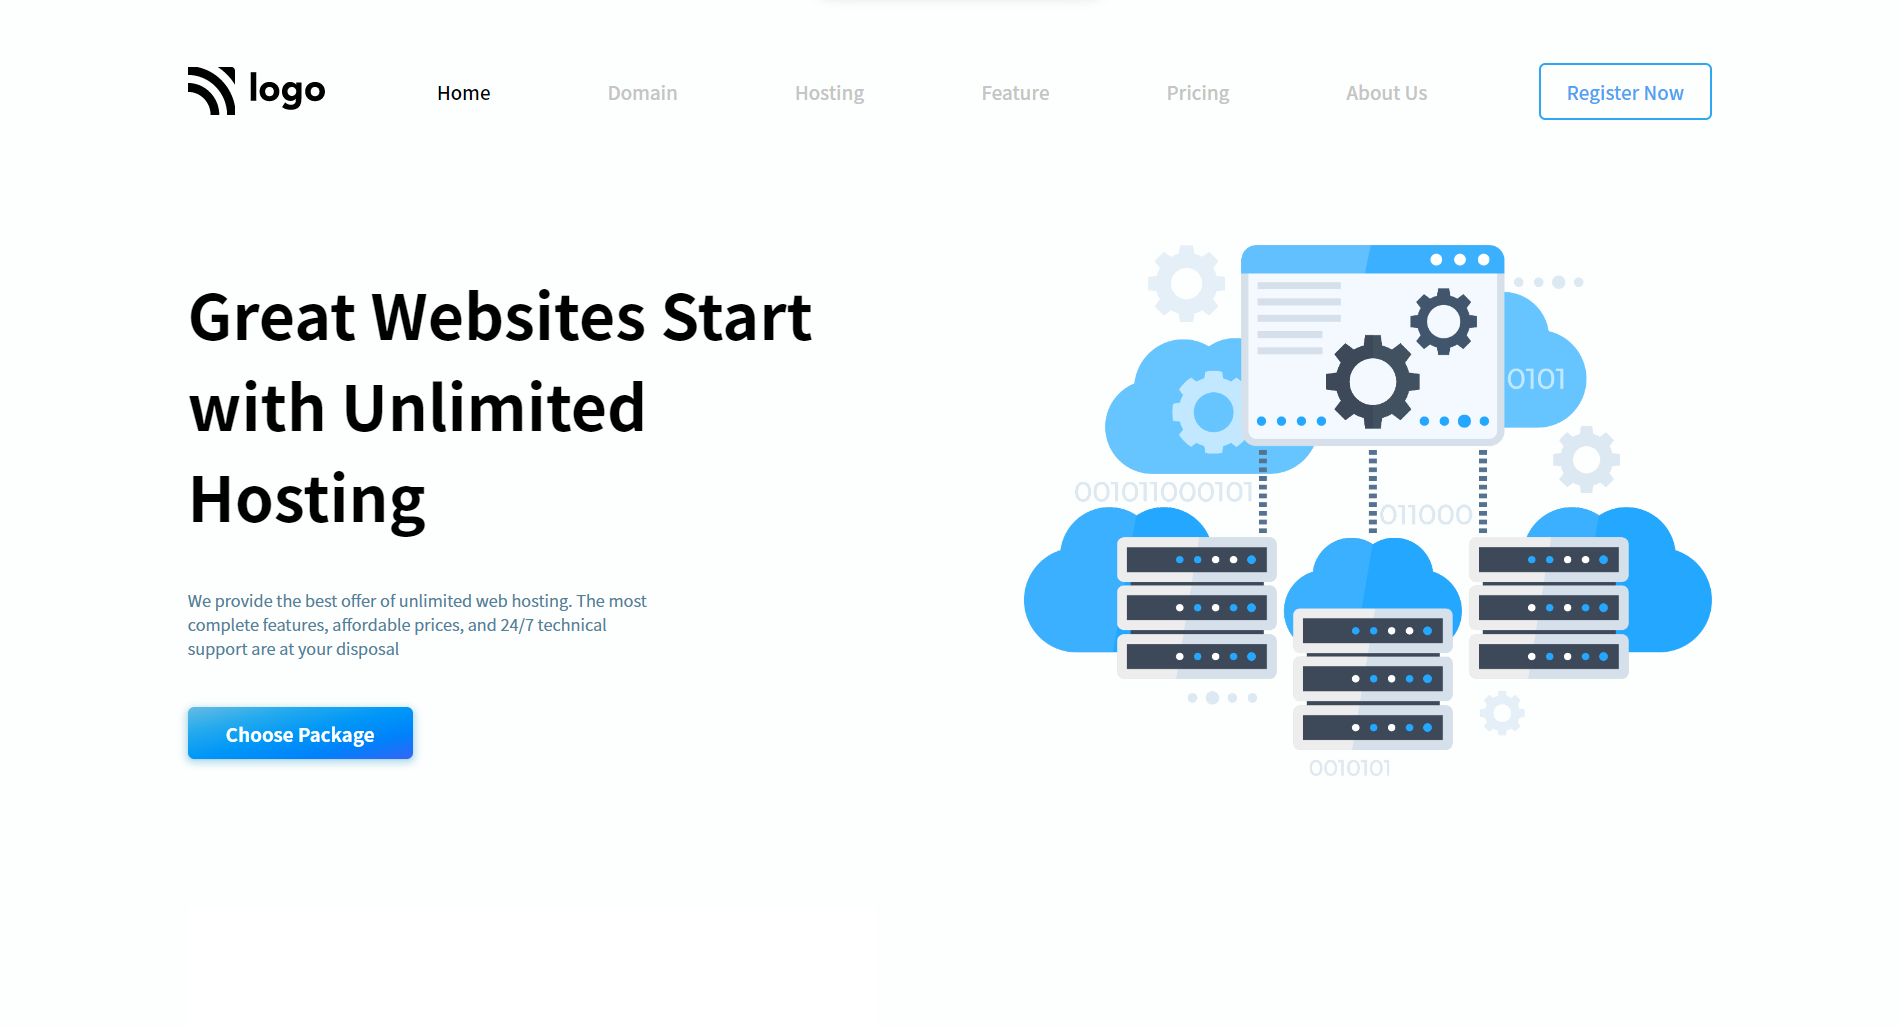 logo
Home
Domain
Hosting
Feature
Pricing
About Us
Register Now
Great Websites Start
with Unlimited
Hosting
We provide the best offer of unlimited web hosting. The most
complete features, affordable prices, and 24/7 technical
support are at your disposal
Choose Package
0101
001011000101
011000
0010101